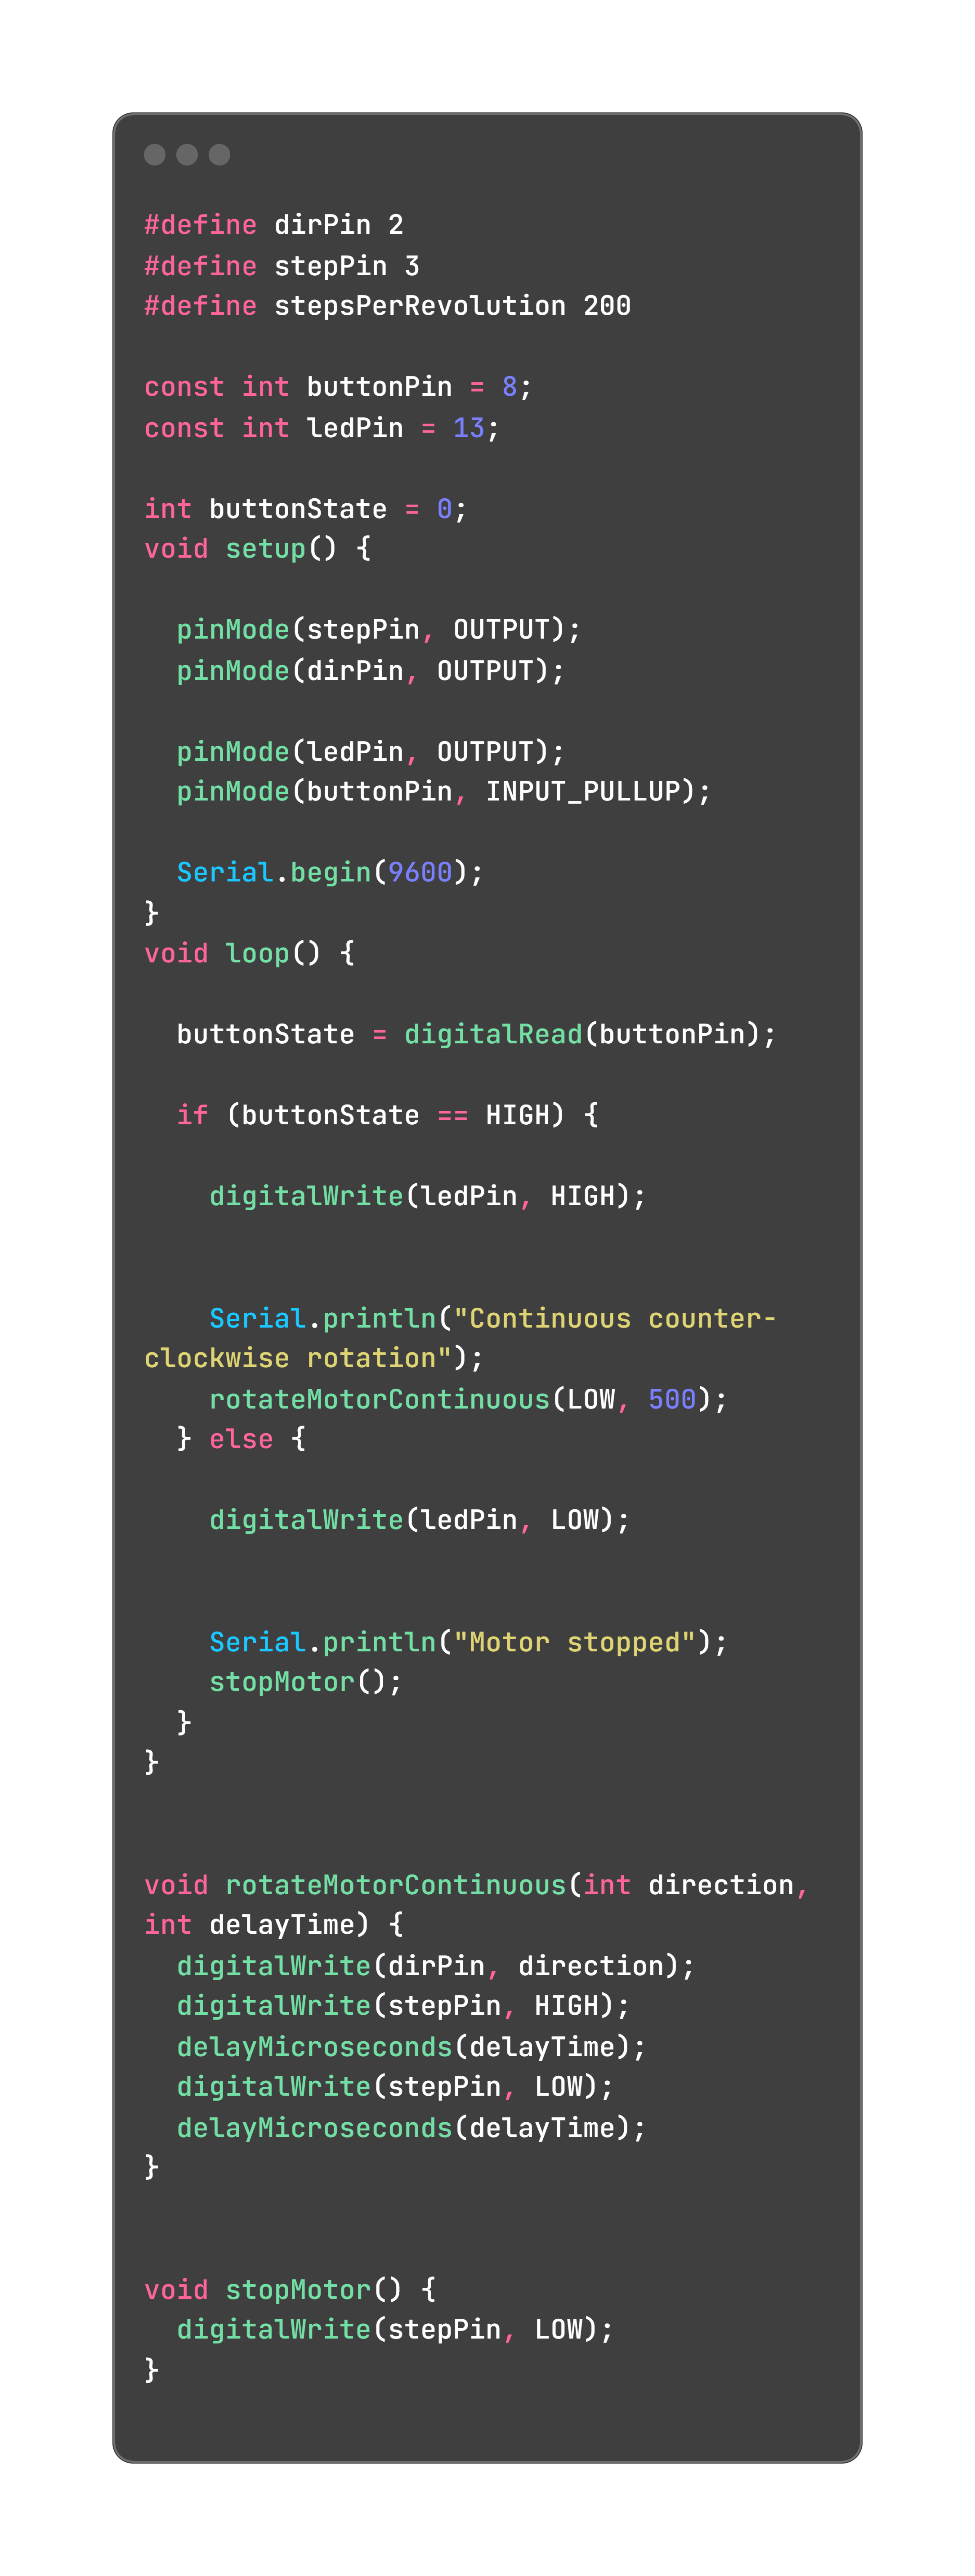 #define dirPin 2
#define stepPin 3
#define stepsPerRevolution 200

const int buttonPin = 8;
const int ledPin = 13;

int buttonState = 0;
void setup() {

  pinMode(stepPin, OUTPUT);
  pinMode(dirPin, OUTPUT);

  pinMode(ledPin, OUTPUT);
  pinMode(buttonPin, INPUT_PULLUP);

  Serial.begin(9600);
}
void loop() {

  buttonState = digitalRead(buttonPin);

  if (buttonState == HIGH) {

    digitalWrite(ledPin, HIGH);


    Serial.println("Continuous counter-
clockwise rotation");
    rotateMotorContinuous(LOW, 500);
  } else {

    digitalWrite(ledPin, LOW);


    Serial.println("Motor stopped");
    stopMotor();
  }
}


void rotateMotorContinuous(int direction,
int delayTime) {
  digitalWrite(dirPin, direction);
  digitalWrite(stepPin, HIGH);
  delayMicroseconds(delayTime);
  digitalWrite(stepPin, LOW);
  delayMicroseconds(delayTime);
}


void stopMotor() {
  digitalWrite(stepPin, LOW);
}